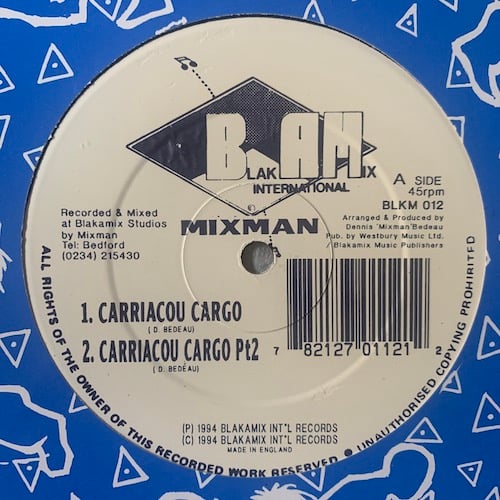 BLAKAMIX
INTERNATIONAL
A SIDE
45rpm
BLKM 012
MIXMAN
Recorded & Mixed
at Blakamix Studios
by Mixman
Tel: Bedford
(0234) 215430
Arranged & Produced by
Dennis 'Mixman' Bedeau
Pub. by Westbury Music Ltd.
/ Blakamix Music Publishers
1. CARRIACOU CARGO
( D. BEDEAU)
2. CARRIACOU CARGO Pt2
( D. BEDEAU)
7 82127 01121 2
(P) 1994 BLAKAMIX INT'L RECORDS
(C) 1994 BLAKAMIX INT'L RECORDS
MADE IN ENGLAND
ALL RIGHTS OF THE OWNER OF THIS RECORDED WORK RESERVED ® UNAUTHORISED COPYING PROHIBITED